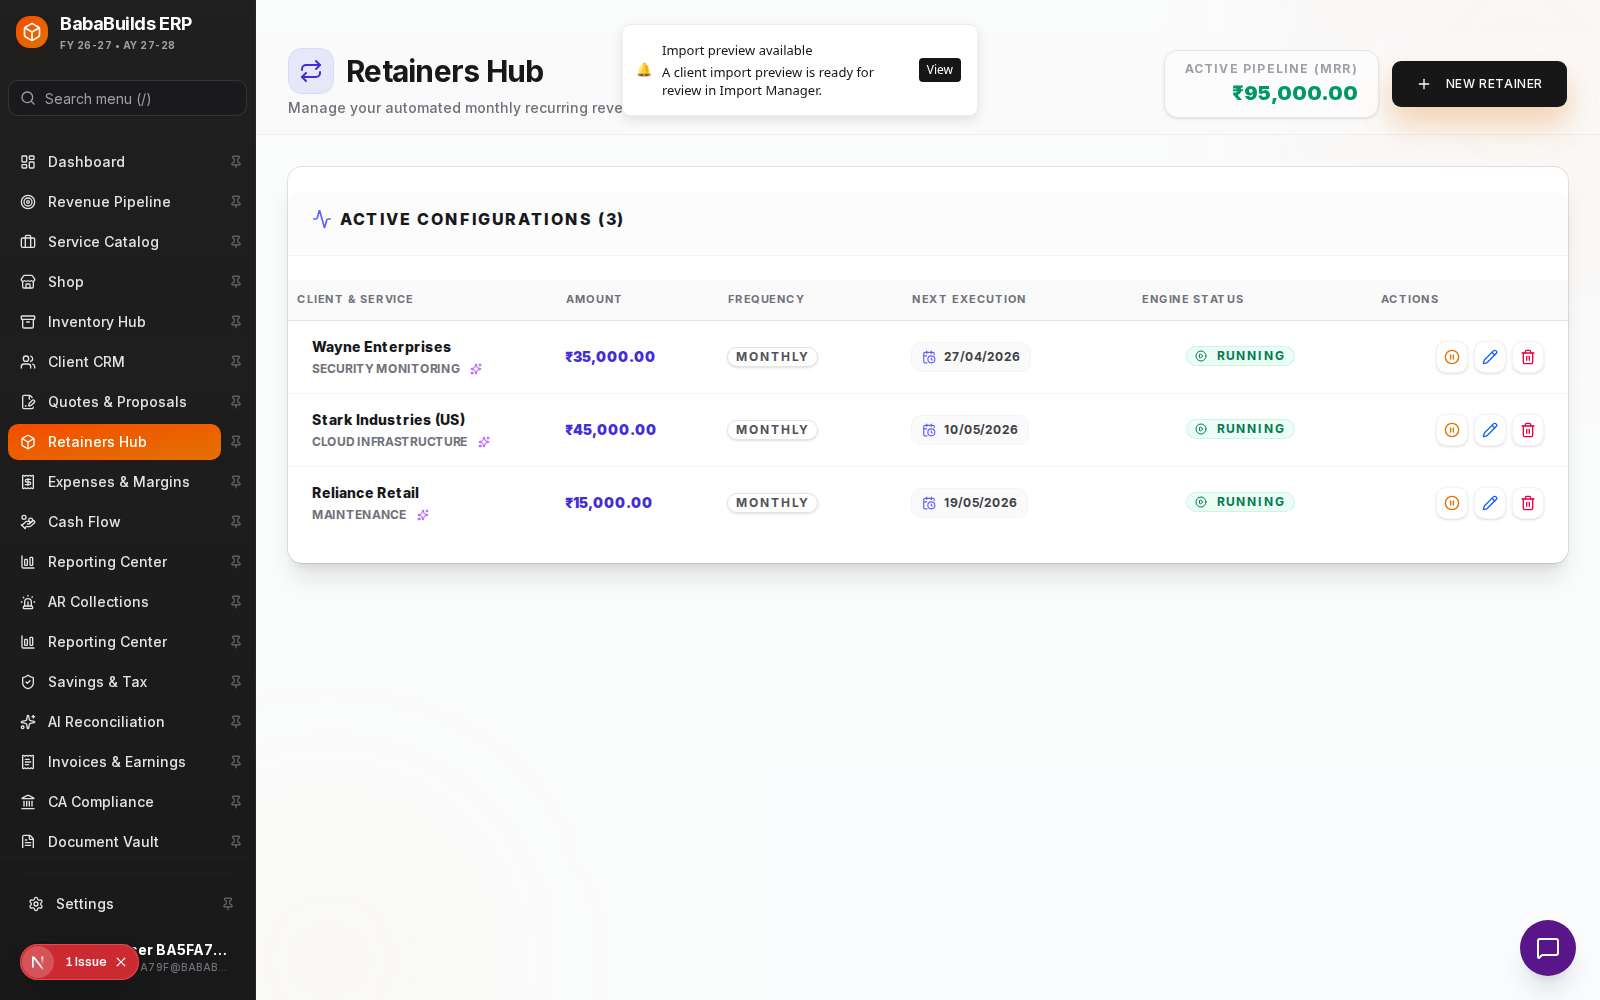 BabaBuilds ERP
FY 26-27 • AY 27-28
Search menu (/)
Dashboard
Revenue Pipeline
Service Catalog
Shop
Inventory Hub
Client CRM
Quotes & Proposals
Retainers Hub
Expenses & Margins
Cash Flow
Reporting Center
AR Collections
Reporting Center
Savings & Tax
AI Reconciliation
Invoices & Earnings
CA Compliance
Document Vault
Settings
BA5FA7...
1 Issue
Retainers Hub
Manage your automated monthly recurring
Import preview available
A client import preview is ready for
review in Import Manager.
View
ACTIVE PIPELINE (MRR)
₹95,000.00
NEW RETAINER
ACTIVE CONFIGURATIONS (3)
CLIENT & SERVICE AMOUNT FREQUENCY NEXT EXECUTION ENGINE STATUS ACTIONS
Wayne Enterprises
SECURITY MONITORING
₹35,000.00 MONTHLY 27/04/2026 RUNNING
Stark Industries (US)
CLOUD INFRASTRUCTURE
₹45,000.00 MONTHLY 10/05/2026 RUNNING
Reliance Retail
MAINTENANCE
₹15,000.00 MONTHLY 19/05/2026 RUNNING